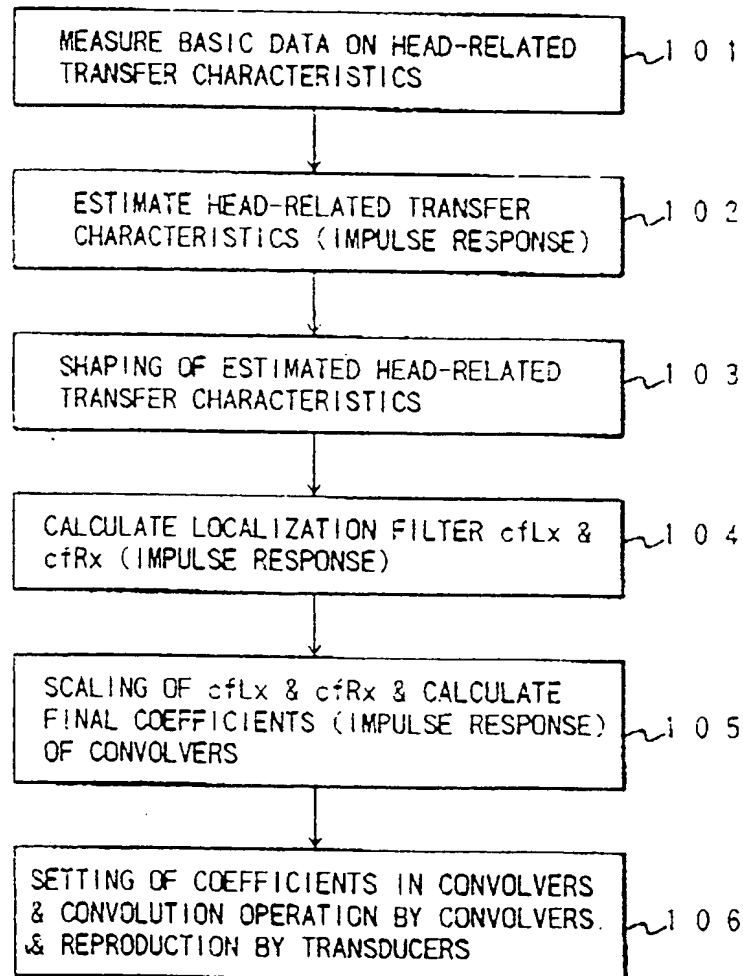 MEASURE BASIC DATA ON HEAD-RELATED
TRANSFER CHARACTERISTICS
101
ESTIMATE HEAD-RELATED TRANSFER
CHARACTERISTICS (IMPULSE RESPONSE)
102
SHAPING OF ESTIMATED HEAD-RELATED
TRANSFER CHARACTERISTICS
103
CALCULATE LOCALIZATION FILTER cfLx &
cfRx (IMPULSE RESPONSE)
104
SCALING OF cfLx & cfRx & CALCULATE
FINAL COEFFICIENTS (IMPULSE RESPONSE)
OF CONVOLVERS
105
SETTING OF COEFFICIENTS IN CONVOLVERS
& CONVOLUTION OPERATION BY CONVOLVERS.
& REPRODUCTION BY TRANSDUCERS
106